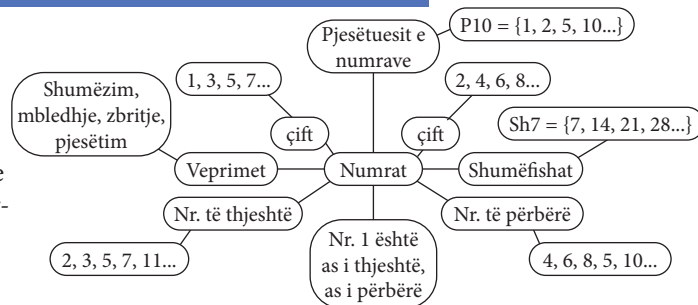 Pjesëtuesit e
numrave
P10 = {1, 2, 5, 10...}
Shumëzim,
mbledhje, zbritje,
pjesëtim
1, 3, 5, 7...
2, 4, 6, 8...
çift
çift
Sh7 = {7, 14, 21, 28...}
Veprimet
Numrat
Shumëfishat
e
-
Nr. të thjeshtë
Nr. të përbërë
2, 3, 5, 7, 11...
Nr. 1 është
as i thjeshtë,
as i përbërë
4, 6, 8, 5, 10...